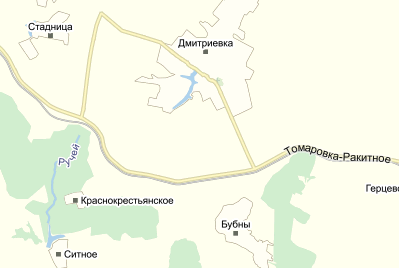 Стадница
Дмитриевка
Томаровка-Ракитное
Ручей
Герцево
Краснокрестьянское
Бубны
Ситное